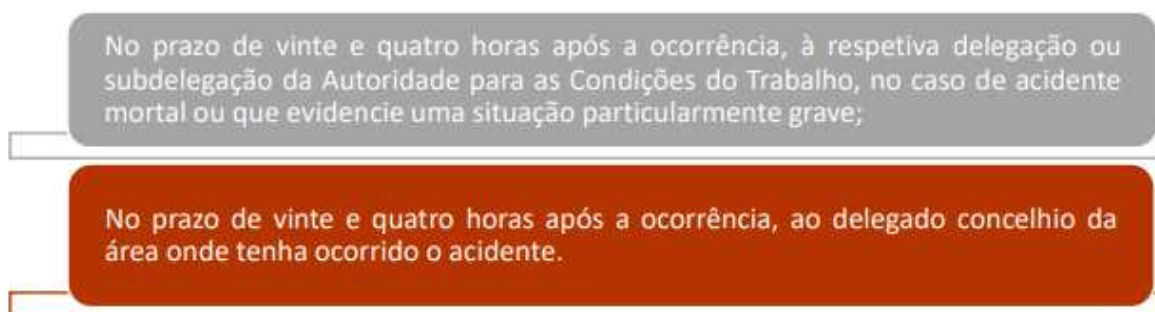 No prazo de vinte e quatro horas após a ocorrência, à respetiva delegação ou
subdelegação da Autoridade para as Condições do Trabalho, no caso de acidente
mortal ou que evidencie uma situação particularmente grave;
No prazo de vinte e quatro horas após a ocorrência, ao delegado concelhio da
área onde tenha ocorrido o acidente.